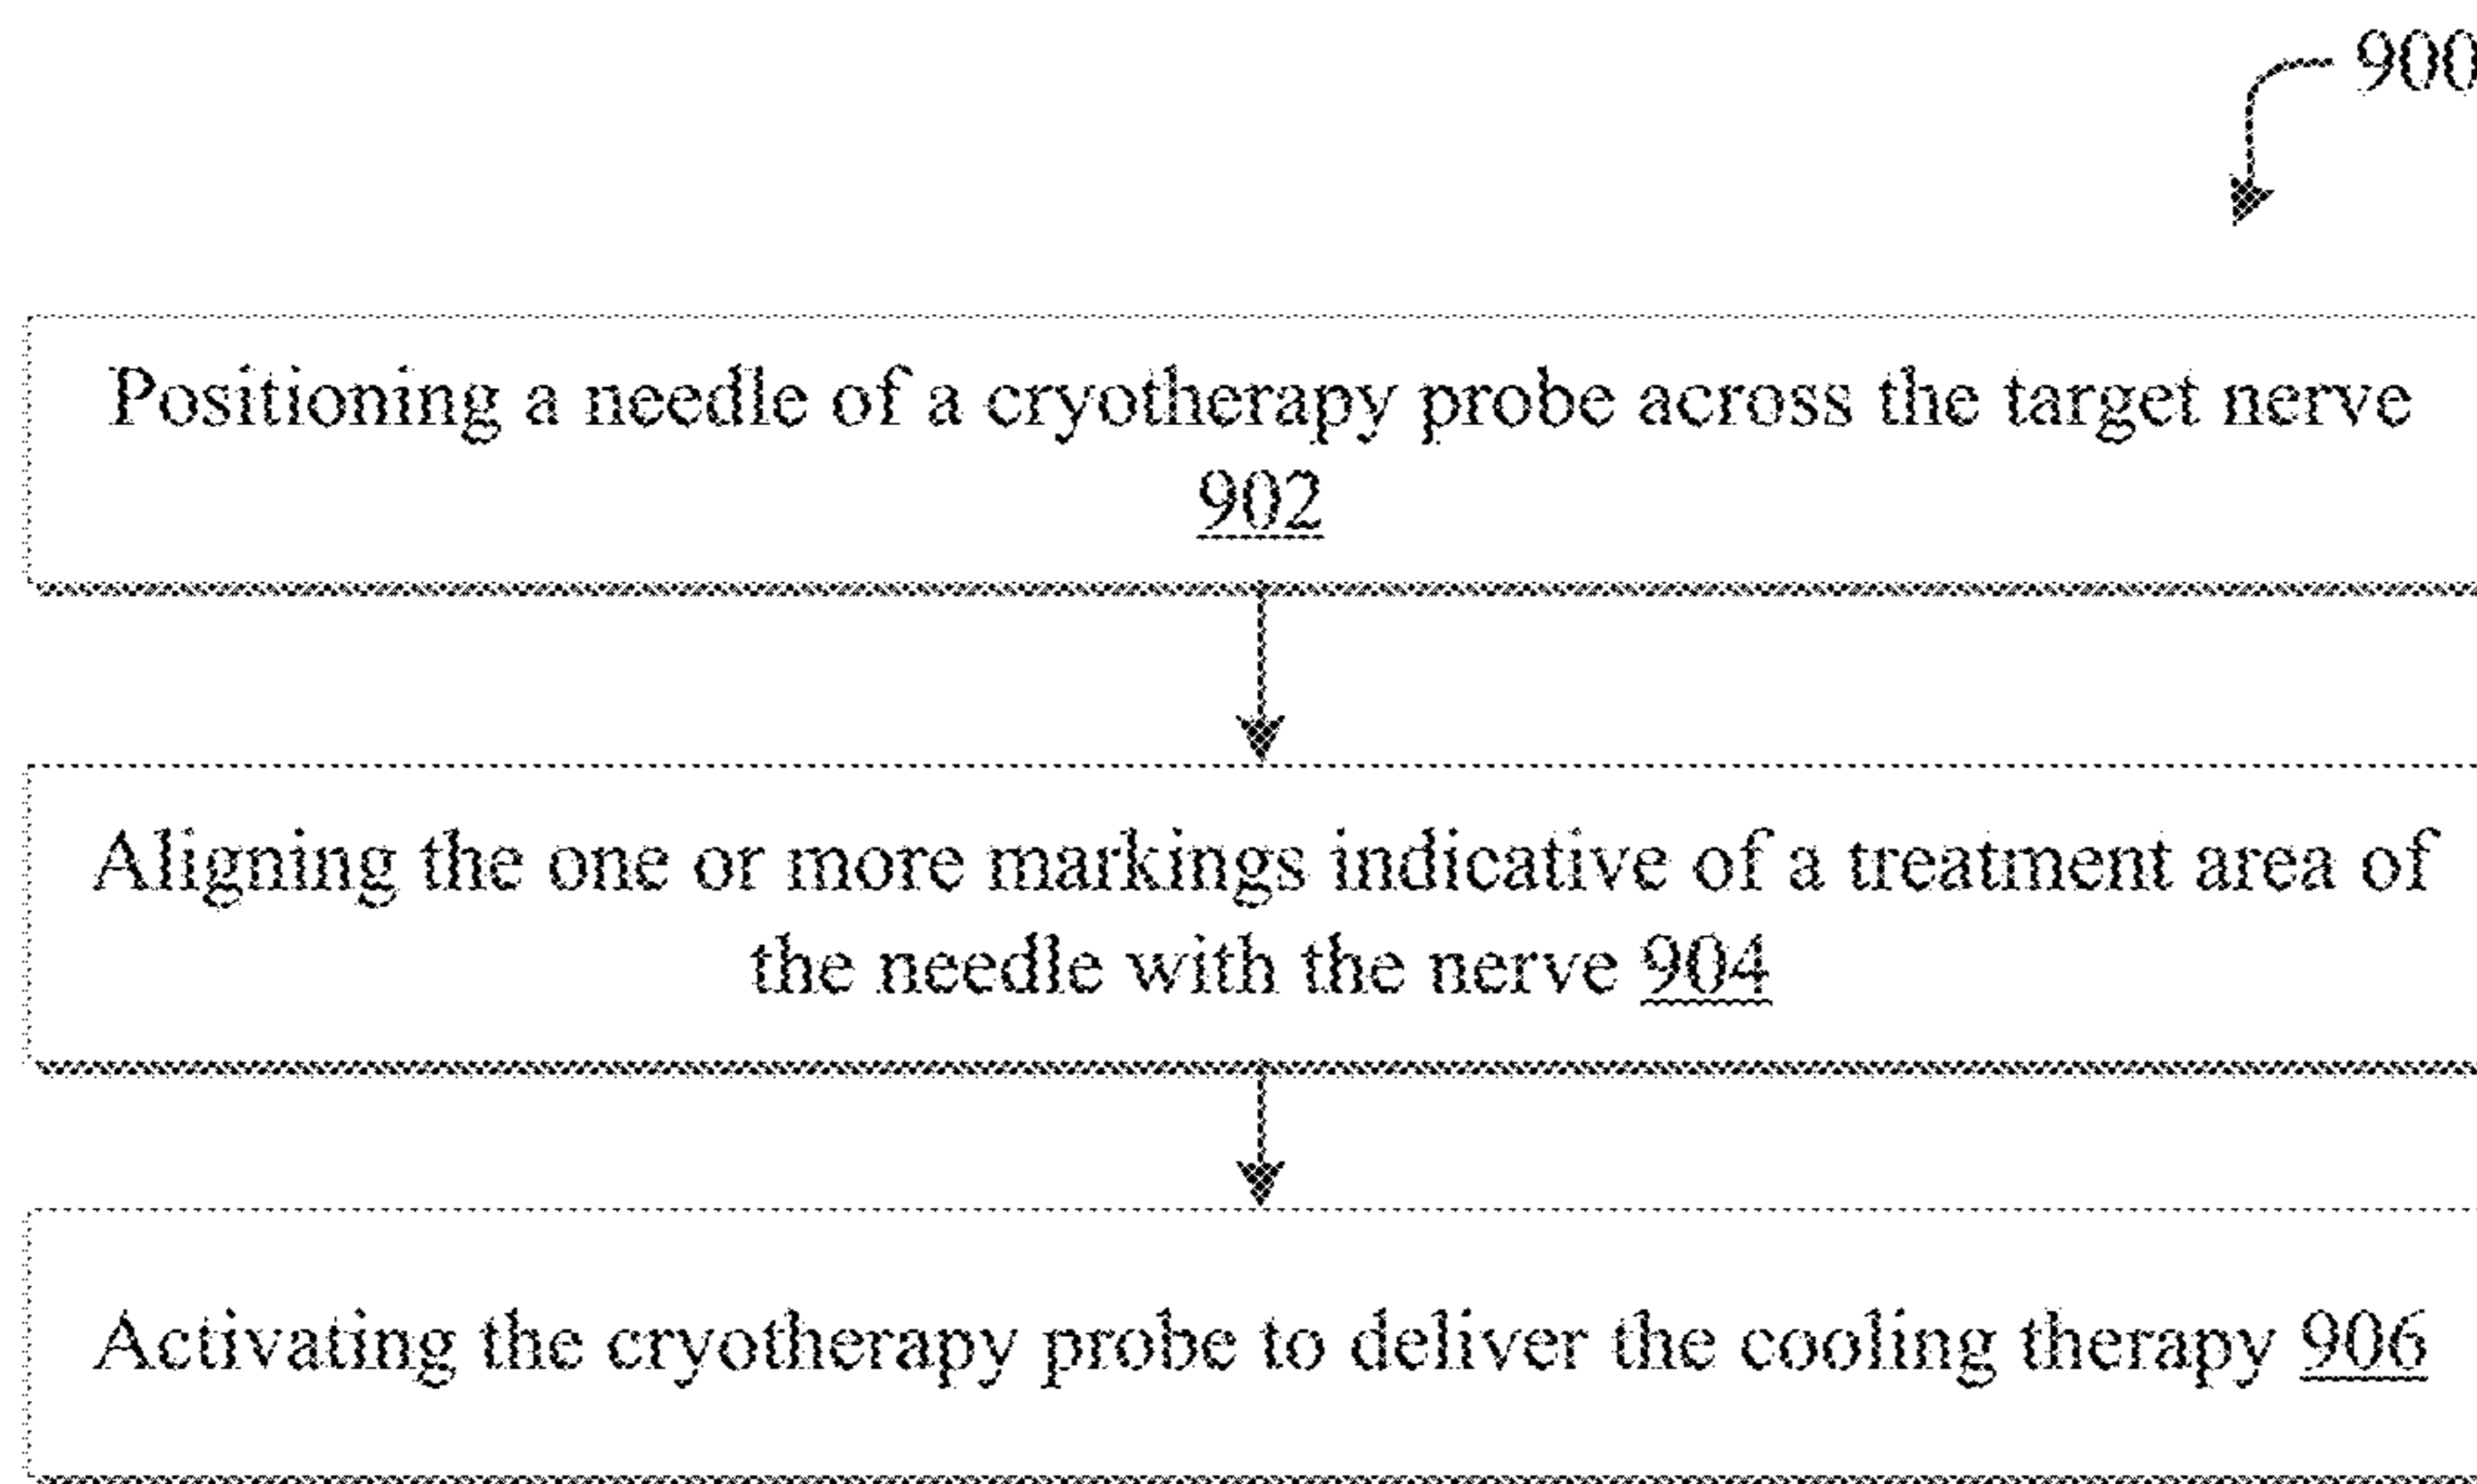 900
Positioning a needle of a cryotherapy probe across the target nerve
902
Aligning the one or more markings indicative of a treatment area of
the needle with the nerve 904
Activating the cryotherapy probe to deliver the cooling therapy 906